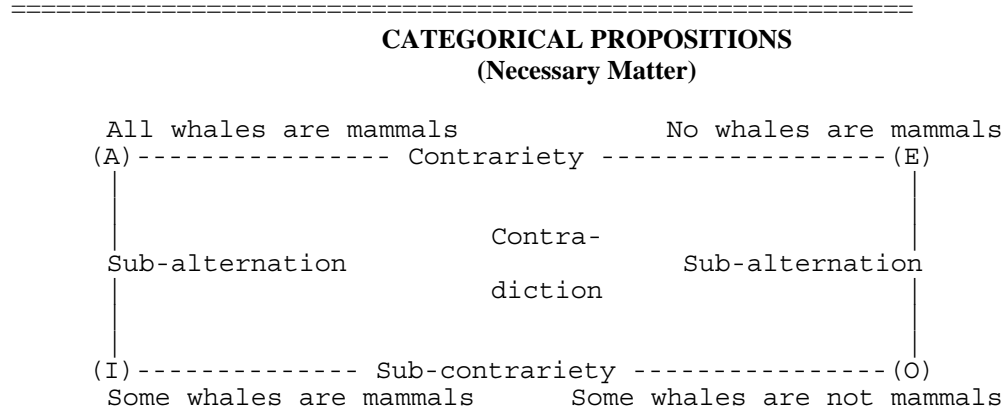 ======================================================================
CATEGORICAL PROPOSITIONS
(Necessary Matter)
All whales are mammals No whales are mammals
(A)---------------- Contrariety ------------------(E)
| |
| |
| Contra- |
Sub-alternation Sub-alternation
| diction |
| |
| |
(I)-------------- Sub-contrariety ----------------(O)
Some whales are mammals Some whales are not mammals